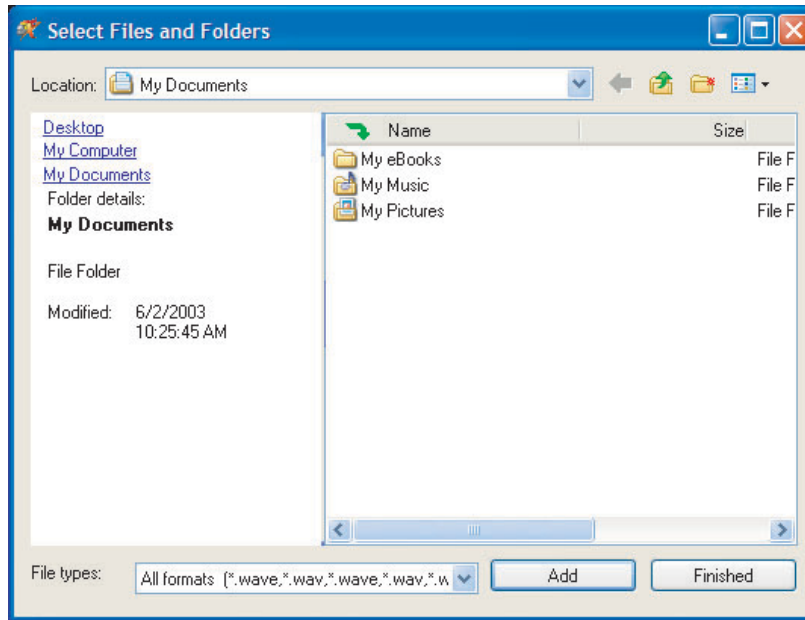 Select Files and Folders
Location: My Documents
Desktop
My Computer
My Documents
Folder details:
My Documents
File Folder
Modified: 6/2/2003
10:25:45 AM
Name Size
My eBooks File F
My Music File F
My Pictures File F
File types: All formats (*.wave,*.wav,*.wave,*.wav,*.w Add Finished